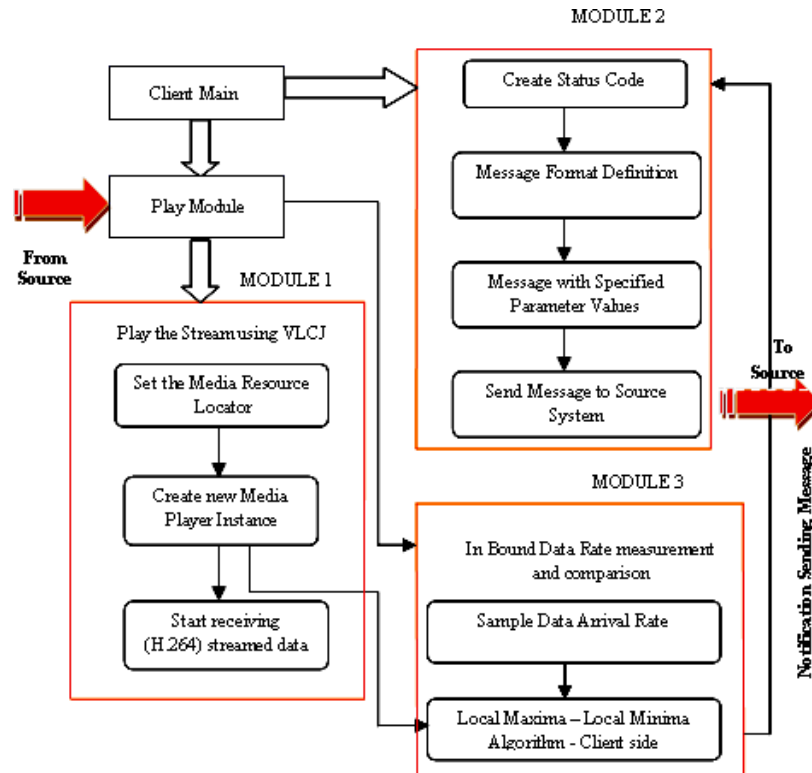 MODULE 2
Client Main
Create Status Code
Message Format Definition
Play Module
From
Source
MODULE 1
Message with Specified
Parameter Values
Play the Stream using VLCJ
Set the Media Resource
Locator
Send Message to Source
System
To
Source
Notification Sending Message
Create new Media
Player Instance
MODULE 3
In Bound Data Rate measurement
and comparison
Start receiving
(H.264) streamed data
Sample Data Arrival Rate
Local Maxima – Local Minima
Algorithm - Client side